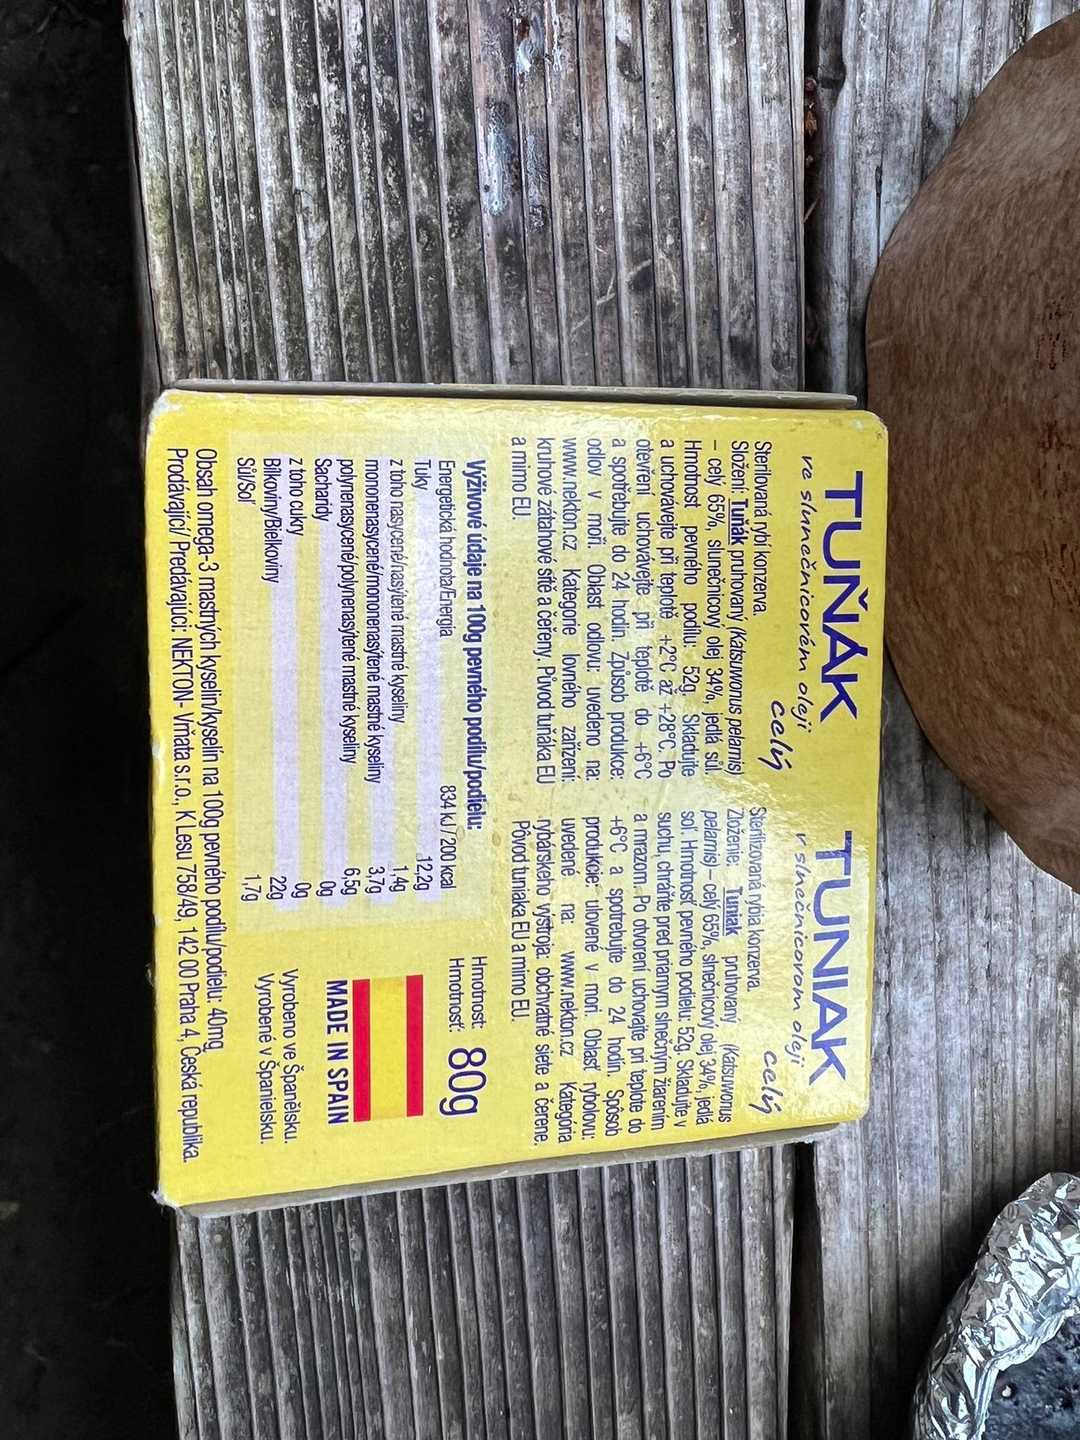 TUŇÁK
ve slunečnicovém oleji
celý
Sterilovaná rybí konzerva.
Složení: Tuňák pruhovaný (Katsuwonus pelamis)
– celý 65%, slunečnicový olej 34%, jedlá sůl.
Hmotnost pevného podílu: 52g. Skladujte
a uchovávejte při teplotě +2°C až +28°C. Po
otevření uchovávejte při teplotě do +6°C
a spotřebujte do 24 hodin. Způsob produkce:
odlov v moři. Oblast odlovu: uvedeno na:
www.nekton.cz Kategorie lovného zařízení:
kruhové zátahové sítě a čeřeny. Původ tuňáka EU
a mimo EU.
TUNIAK
v slnečnicovom oleji
celý
Sterilizovaná rybia konzerva.
Zloženie: Tuniak pruhovaný (Katsuwonus
pelamis) – celý 65%, slnečnicový olej 34%, jedlá
soľ. Hmotnosť pevného podielu: 52g. Skladujte v
suchu, chráňte pred priamym slnečným žiarením
a mrazom. Po otvorení uchovajte pri teplote do
+6°C a spotrebujte do 24 hodín. Spôsob
produkcie: ulovené v mori. Oblasť rybolovu:
uvedené na: www.nekton.cz Kategória
rybárskeho výstroja: obchvatné siete a čerene.
Pôvod tuniaka EU a mimo EU.
Výživové údaje na 100g pevného podílu/podielu:
Energetická hodnota/Energia 834 kJ / 200 kcal
Tuky 12,2g
z toho nasycené/nasýtené mastné kyseliny 1,4g
mononenasycené/mononenasýtené mastné kyseliny 3,7g
polynenasycené/polynenasýtené mastné kyseliny 6,5g
Sacharidy 0g
z toho cukry 0g
Bílkoviny/Bielkoviny 22g
Sůl/Soľ 1,7g
Hmotnost:
Hmotnosť: 80g
MADE IN SPAIN
Vyrobeno ve Španělsku.
Vyrobené v Španielsku.
Obsah omega-3 mastných kyselin/kyselín na 100g pevného podílu/podielu: 40mg
Prodávající/ Predávajúci: NEKTON- Vrňata s.r.o., K Lesu 758/49, 142 00 Praha 4, Česká republika.